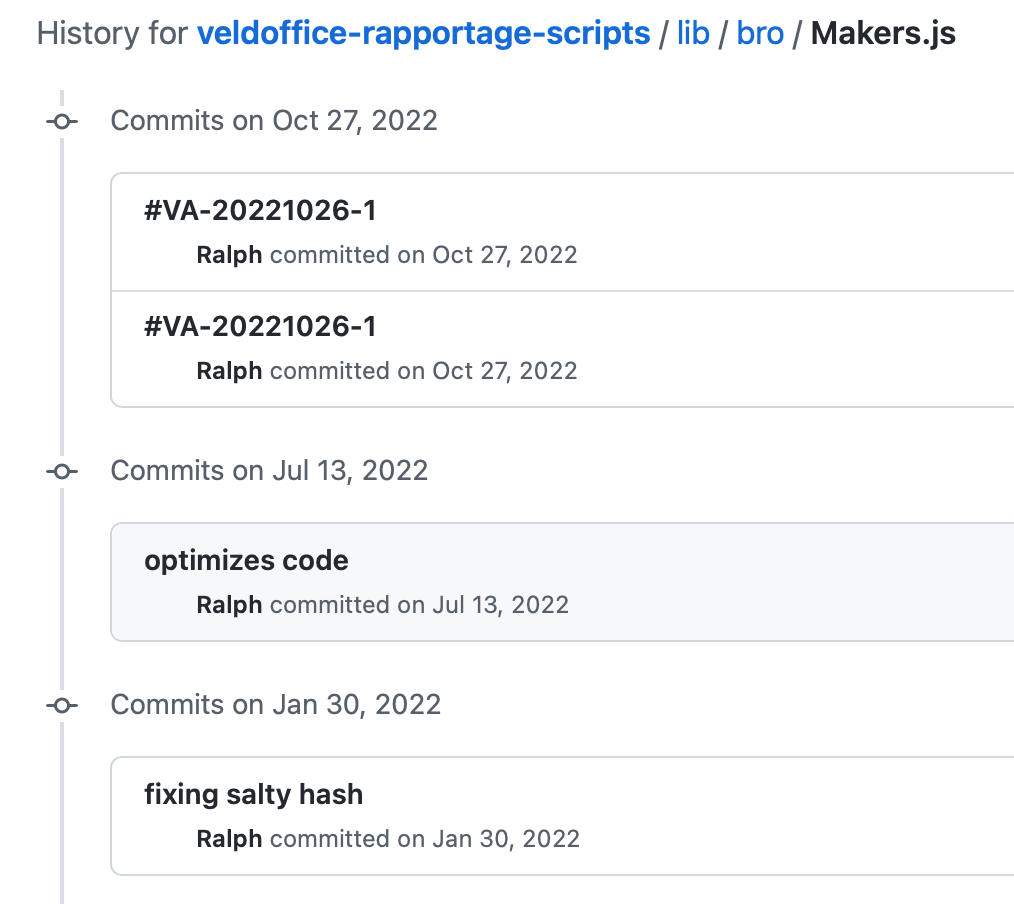 History for veldoffice-rapportage-scripts / lib / bro / Makers.js
Commits on Oct 27, 2022
#VA-20221026-1
Ralph committed on Oct 27, 2022
#VA-20221026-1
Ralph committed on Oct 27, 2022
Commits on Jul 13, 2022
optimizes code
Ralph committed on Jul 13, 2022
Commits on Jan 30, 2022
fixing salty hash
Ralph committed on Jan 30, 2022